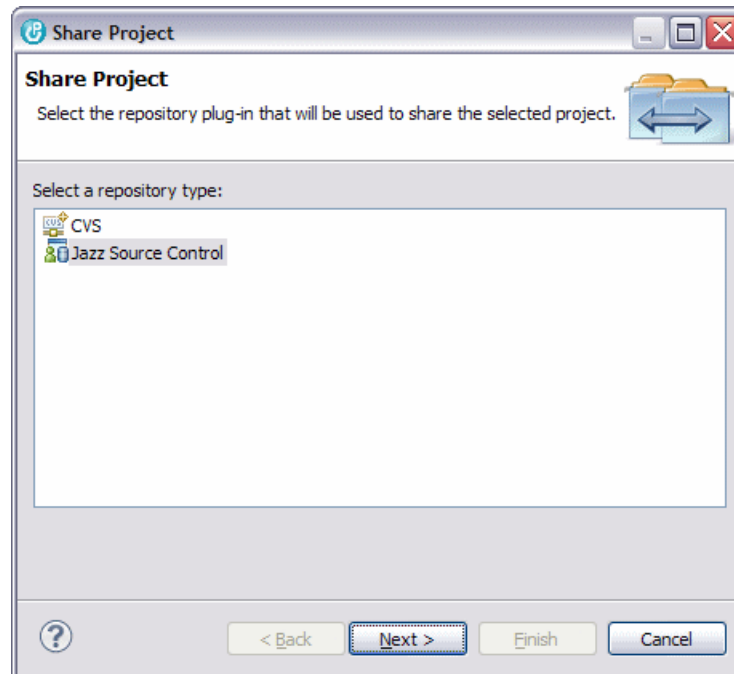 Share Project
Share Project
Select the repository plug-in that will be used to share the selected project.
Select a repository type:
CVS
Jazz Source Control
< Back
Next >
Finish
Cancel